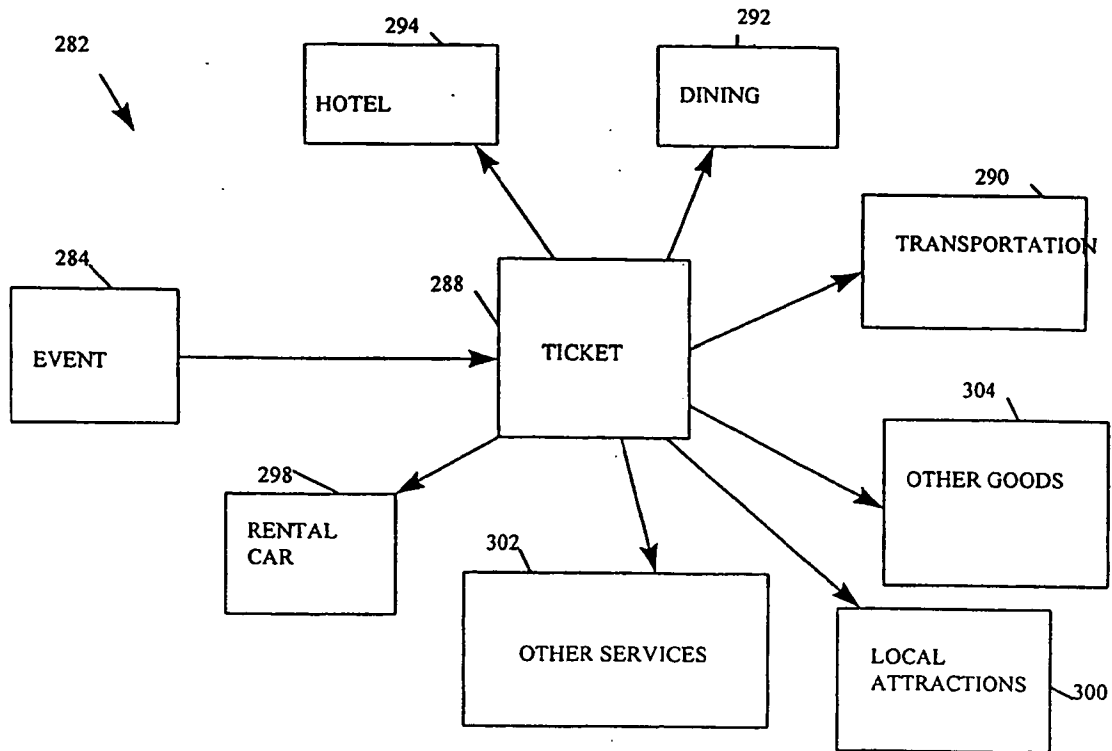 282
294
292
HOTEL
DINING
290
TRANSPORTATION
284
288
EVENT
TICKET
304
OTHER GOODS
298
RENTAL
CAR
302
OTHER SERVICES
LOCAL
ATTRACTIONS
300